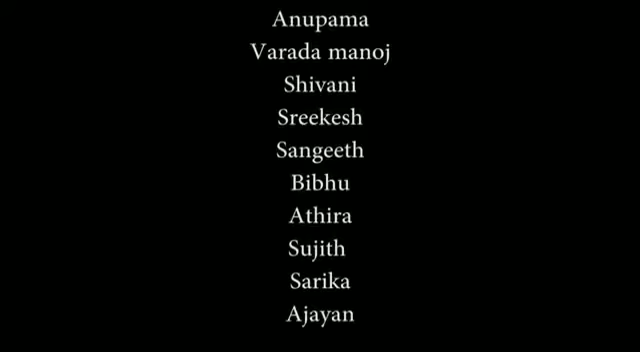 Anupama
Varada manoj
Shivani
Sreekesh
Sangeeth
Bibhu
Athira
Sujith
Sarika
Ajayan